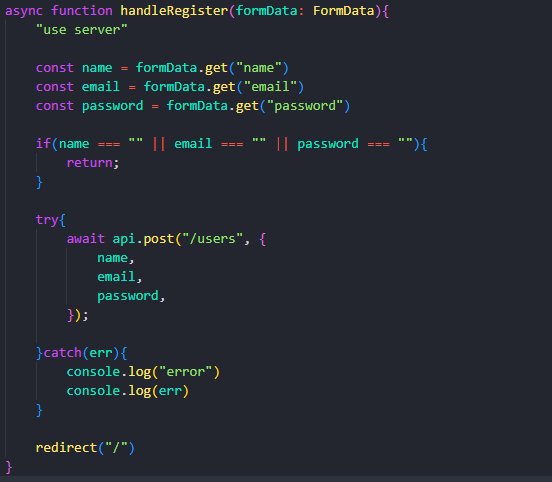 async function handleRegister(formData: FormData){
"use server"
const name = formData.get("name")
const email = formData.get("email")
const password = formData.get("password")
if(name === "" || email === "" || password === ""){
return;
}
try{
await api.post("/users", {
name,
email,
password,
});
}catch(err){
console.log("error")
console.log(err)
}
redirect("/")
}